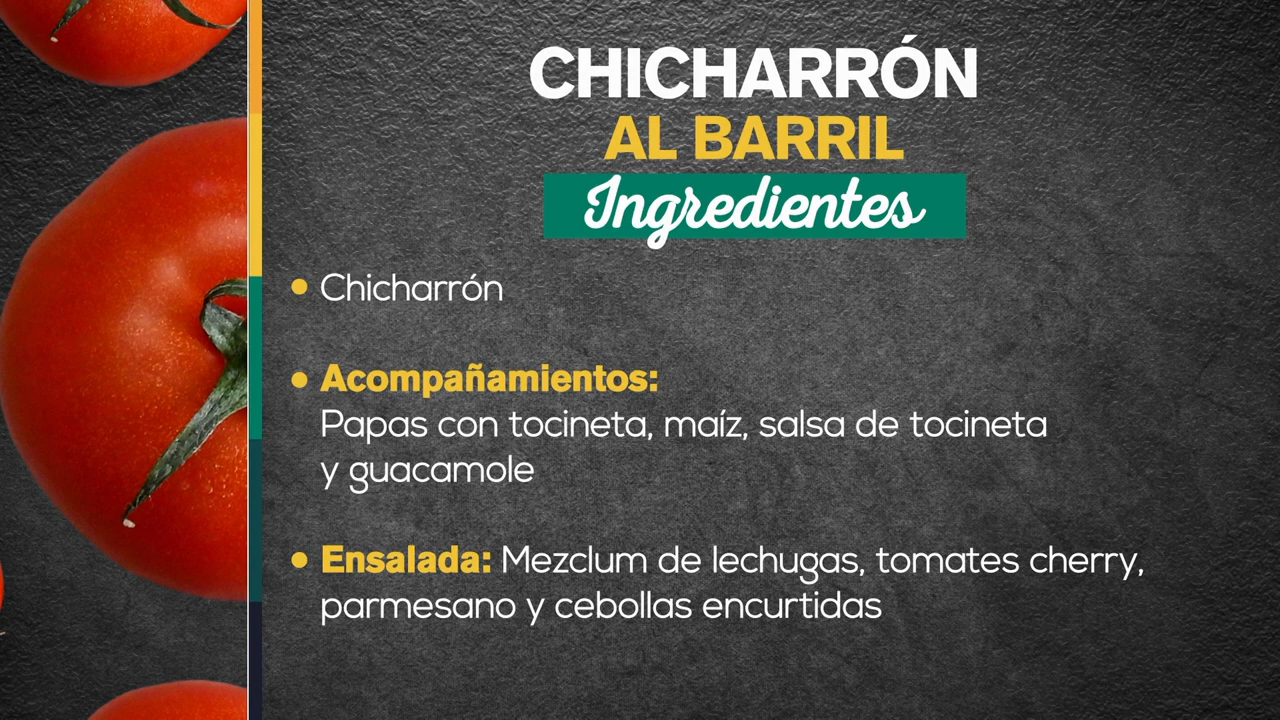 CHICHARRÓN
AL BARRIL
Ingredientes
• Chicharrón
• Acompañamientos:
Papas con tocineta, maíz, salsa de tocineta
y guacamole
• Ensalada: Mezclum de lechugas, tomates cherry,
parmesano y cebollas encurtidas